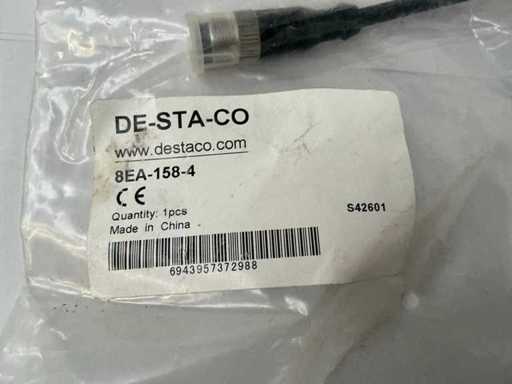 DE-STA-CO
www.destaco.com
8EA-158-4
CE
Quantity: 1pcs
S42601
Made in China
6943957372988